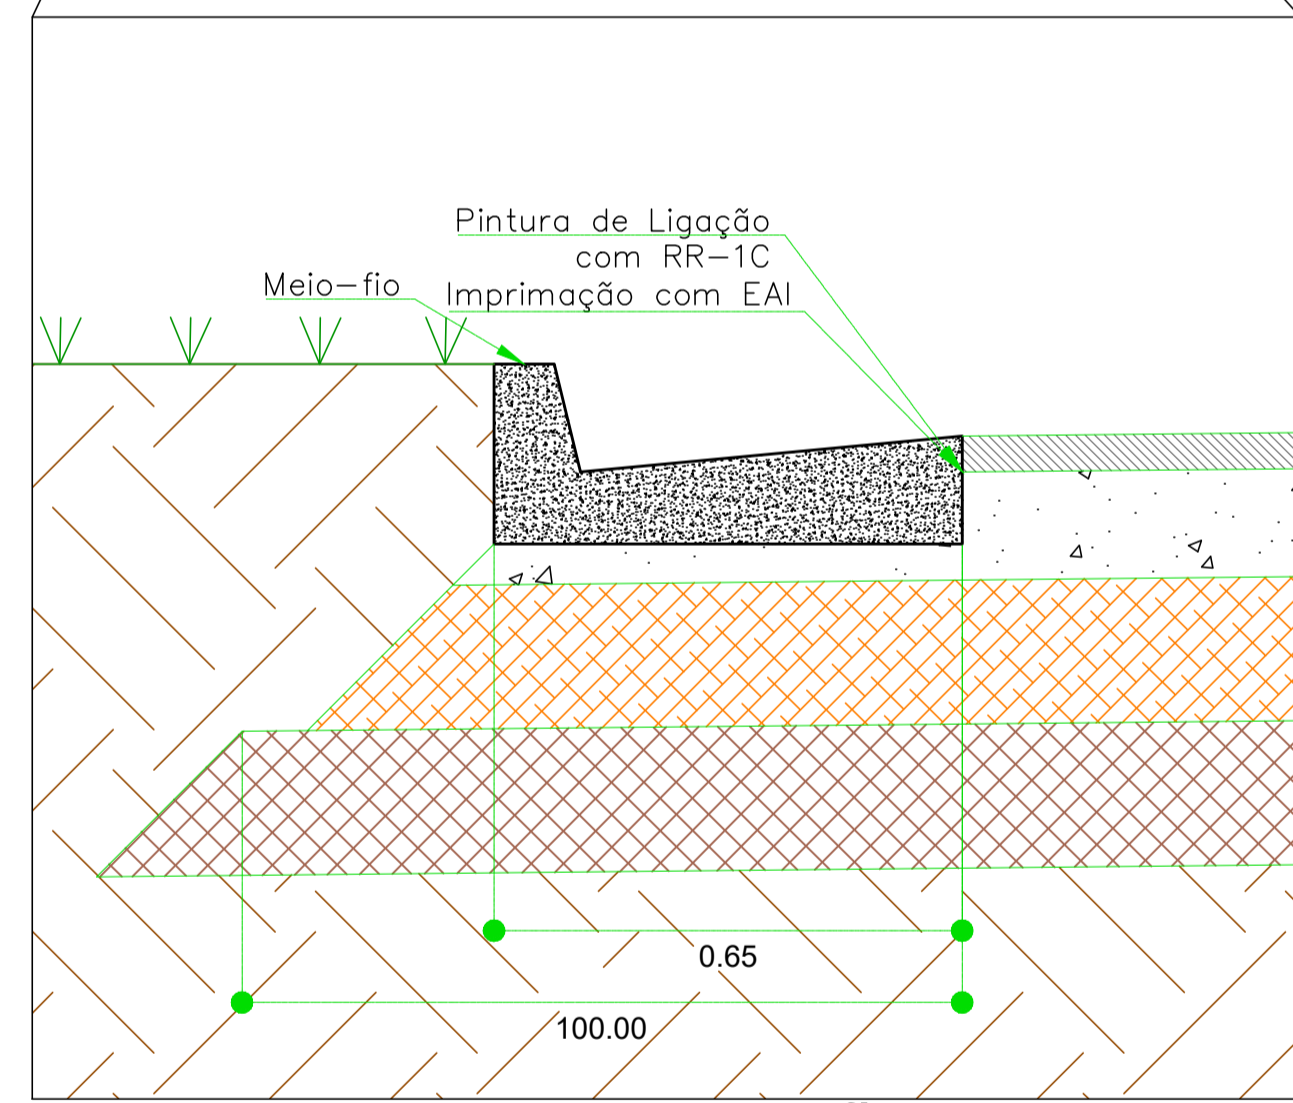 Pintura de Ligação
com RR-1C
Meio-fio
Imprimação com EAI
0.65
100.00